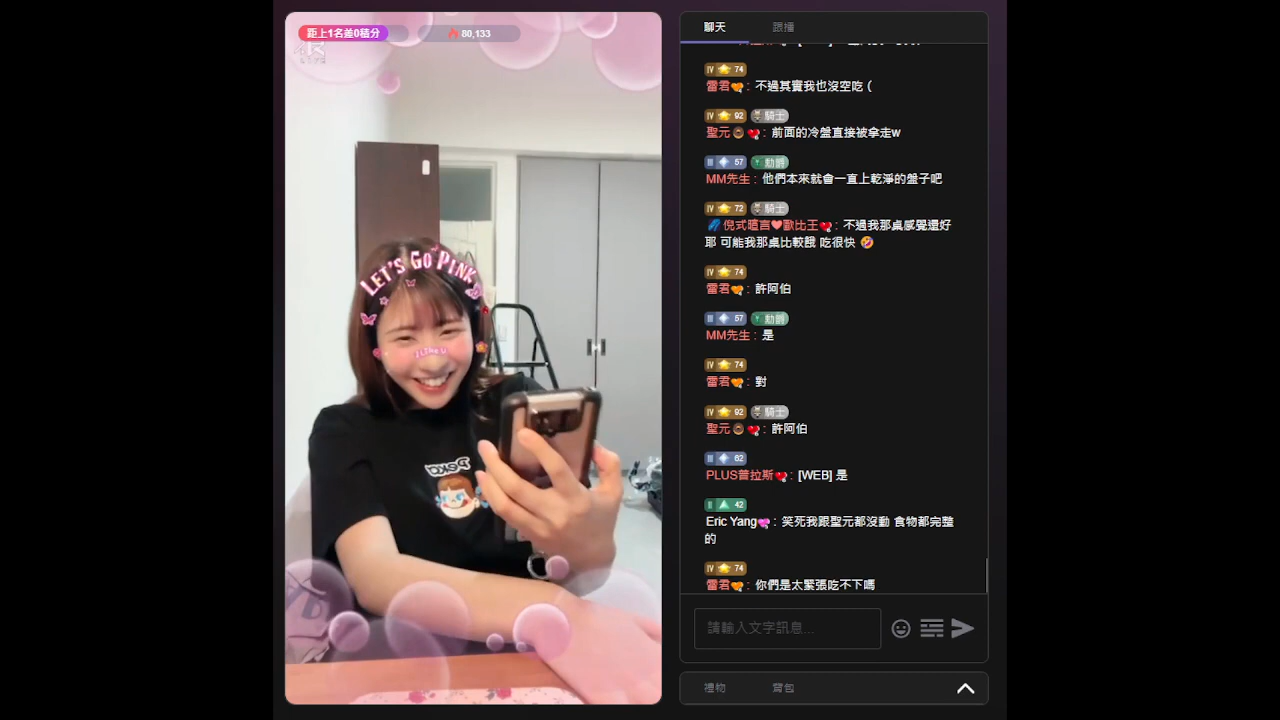 距上1名差0積分
80,133
LET'S GO PINK
Peko
聊天
跟播
IV 74
雷君: 不過其實我也沒空吃 (
IV 92 騎士
聖元: 前面的冷盤直接被拿走w
III 57 勳爵
MM先生: 他們本來就會一直上乾淨的盤子吧
IV 72 騎士
倪式瞳言歐比王: 不過我那桌感覺還好
耶 可能我那桌比較餓 吃很快 🤣
IV 74
雷君: 許阿伯
III 57 勳爵
MM先生: 是
IV 74
雷君: 對
IV 92 騎士
聖元: 許阿伯
III 62
PLUS普拉斯: [WEB] 是
II 42
Eric Yang: 笑死我跟聖元都沒動 食物都完整
的
IV 74
雷君: 你們是太緊張吃不下嗎
請輸入文字訊息...
禮物
背包